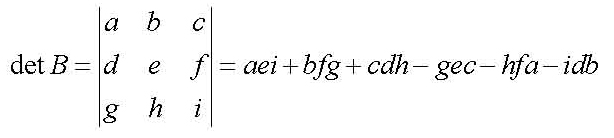 a b c
det B = | d e f | = aei + bfg + cdh − gec − hfa − idb
g h i